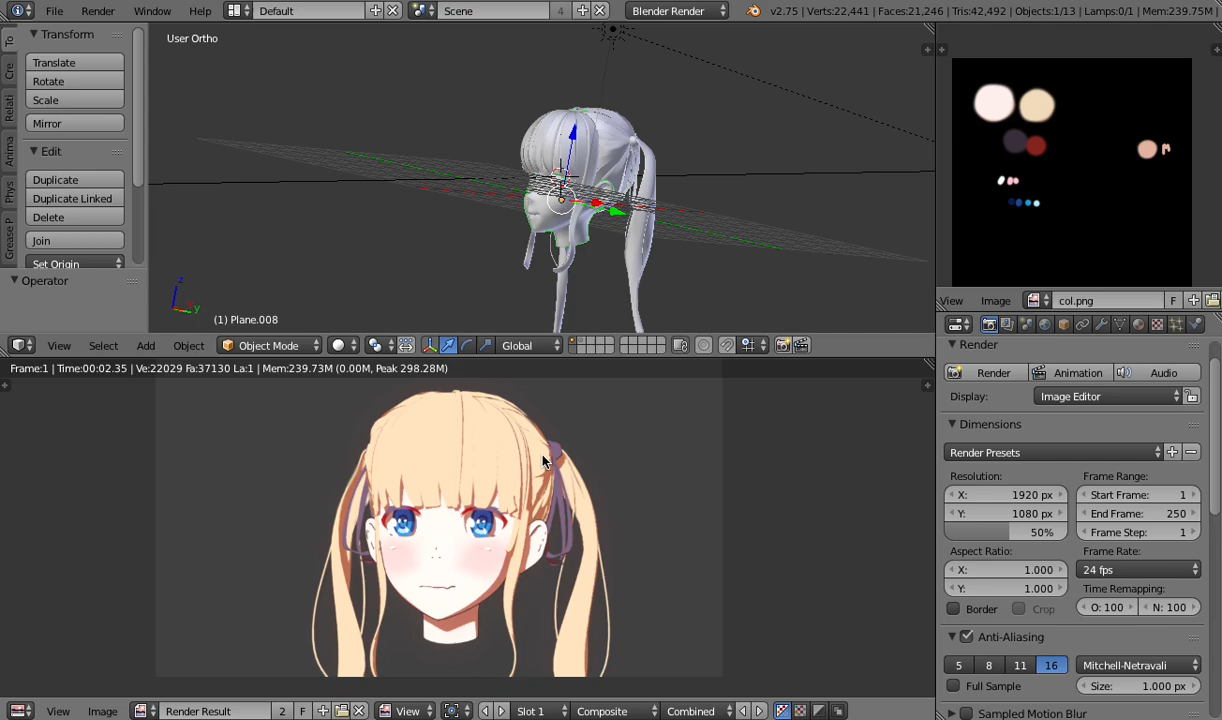 File Render Window Help Default Scene 4 Blender Render v2.75 | Verts:22,441 | Faces:21,246 | Tris:42,492 | Objects:1/13 | Lamps:0/1 | Mem:239.75M |
To
Cre
Relati
Anima
Phys
Grease P
Transform
Translate
Rotate
Scale
Mirror
Edit
Duplicate
Duplicate Linked
Delete
Join
Set Origin
Operator
User Ortho
z
y
(1) Plane.008
View Select Add Object Object Mode Global
View Image col.png F
Frame:1 | Time:00:02.35 | Ve:22029 Fa:37130 La:1 | Mem:239.73M (0.00M, Peak 298.28M)
View Image Render Result 2 F View Slot 1 Composite Combined
Render
Render Animation Audio
Display: Image Editor
Dimensions
Render Presets
Resolution: Frame Range:
X: 1920 px Start Frame: 1
Y: 1080 px End Frame: 250
50% Frame Step: 1
Aspect Ratio: Frame Rate:
X: 1.000 24 fps
Y: 1.000 Time Remapping:
Border Crop O: 100 N: 100
Anti-Aliasing
5 8 11 16 Mitchell-Netravali
Full Sample Size: 1.000 px
Sampled Motion Blur